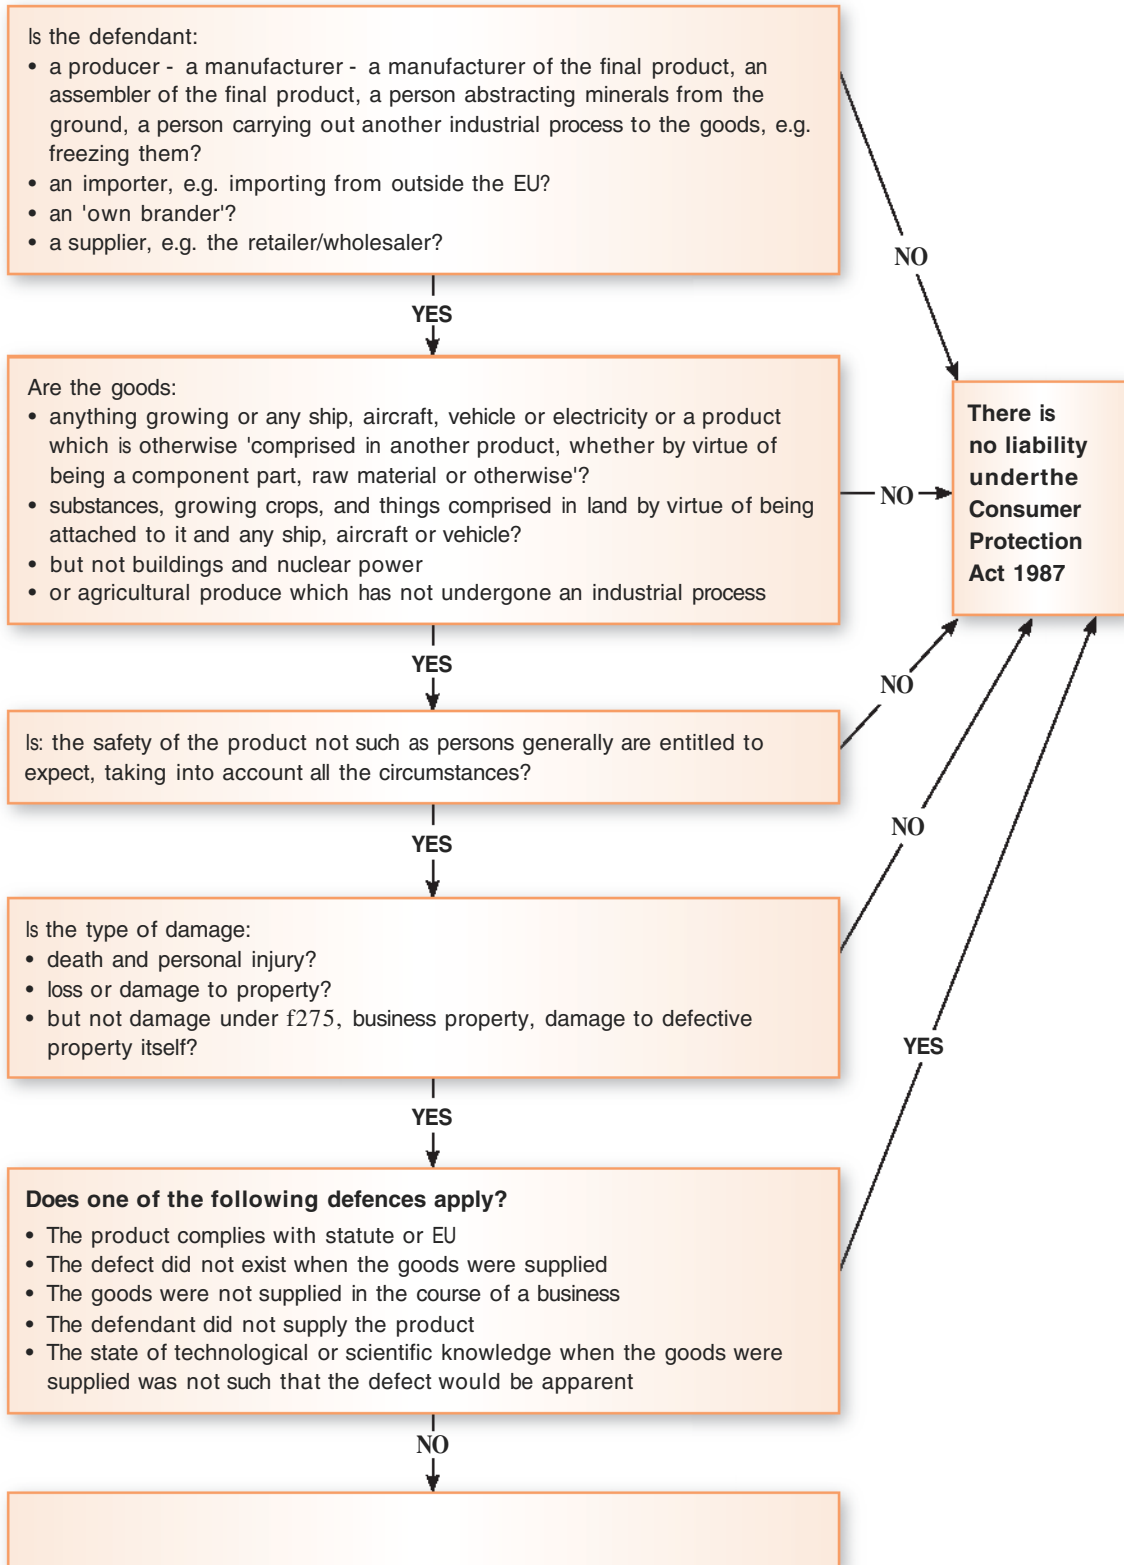 Is the defendant:
• a producer - a manufacturer - a manufacturer of the final product, an
assembler of the final product, a person abstracting minerals from the
ground, a person carrying out another industrial process to the goods, e.g.
freezing them?
• an importer, e.g. importing from outside the EU?
• an 'own brander'?
• a supplier, e.g. the retailer/wholesaler?
NO
YES
Are the goods:
• anything growing or any ship, aircraft, vehicle or electricity or a product
which is otherwise 'comprised in another product, whether by virtue of
being a component part, raw material or otherwise'?
• substances, growing crops, and things comprised in land by virtue of being
attached to it and any ship, aircraft or vehicle?
• but not buildings and nuclear power
• or agricultural produce which has not undergone an industrial process
NO
There is
no liability
underthe
Consumer
Protection
Act 1987
YES
NO
Is: the safety of the product not such as persons generally are entitled to
expect, taking into account all the circumstances?
YES
NO
Is the type of damage:
• death and personal injury?
• loss or damage to property?
• but not damage under f275, business property, damage to defective
property itself?
YES
YES
Does one of the following defences apply?
• The product complies with statute or EU
• The defect did not exist when the goods were supplied
• The goods were not supplied in the course of a business
• The defendant did not supply the product
• The state of technological or scientific knowledge when the goods were
supplied was not such that the defect would be apparent
NO